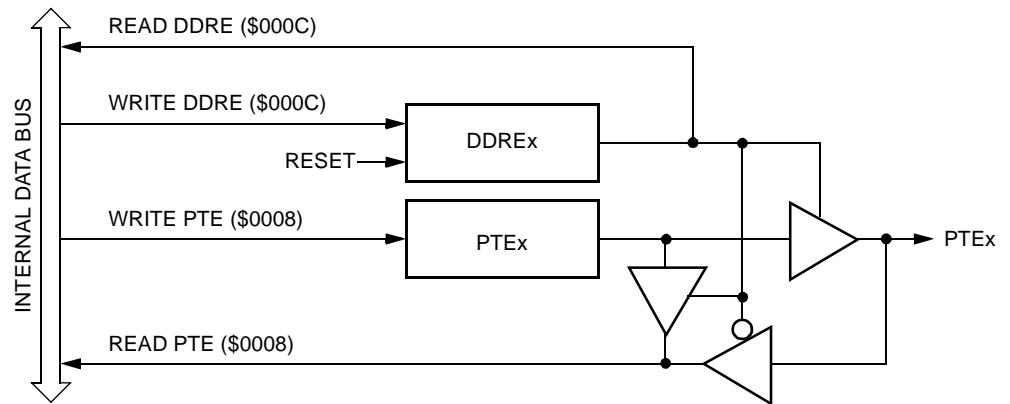 READ DDRE ($000C)
WRITE DDRE ($000C)
DDREx
RESET
INTERNAL DATA BUS
WRITE PTE ($0008)
PTEx
PTEx
READ PTE ($0008)